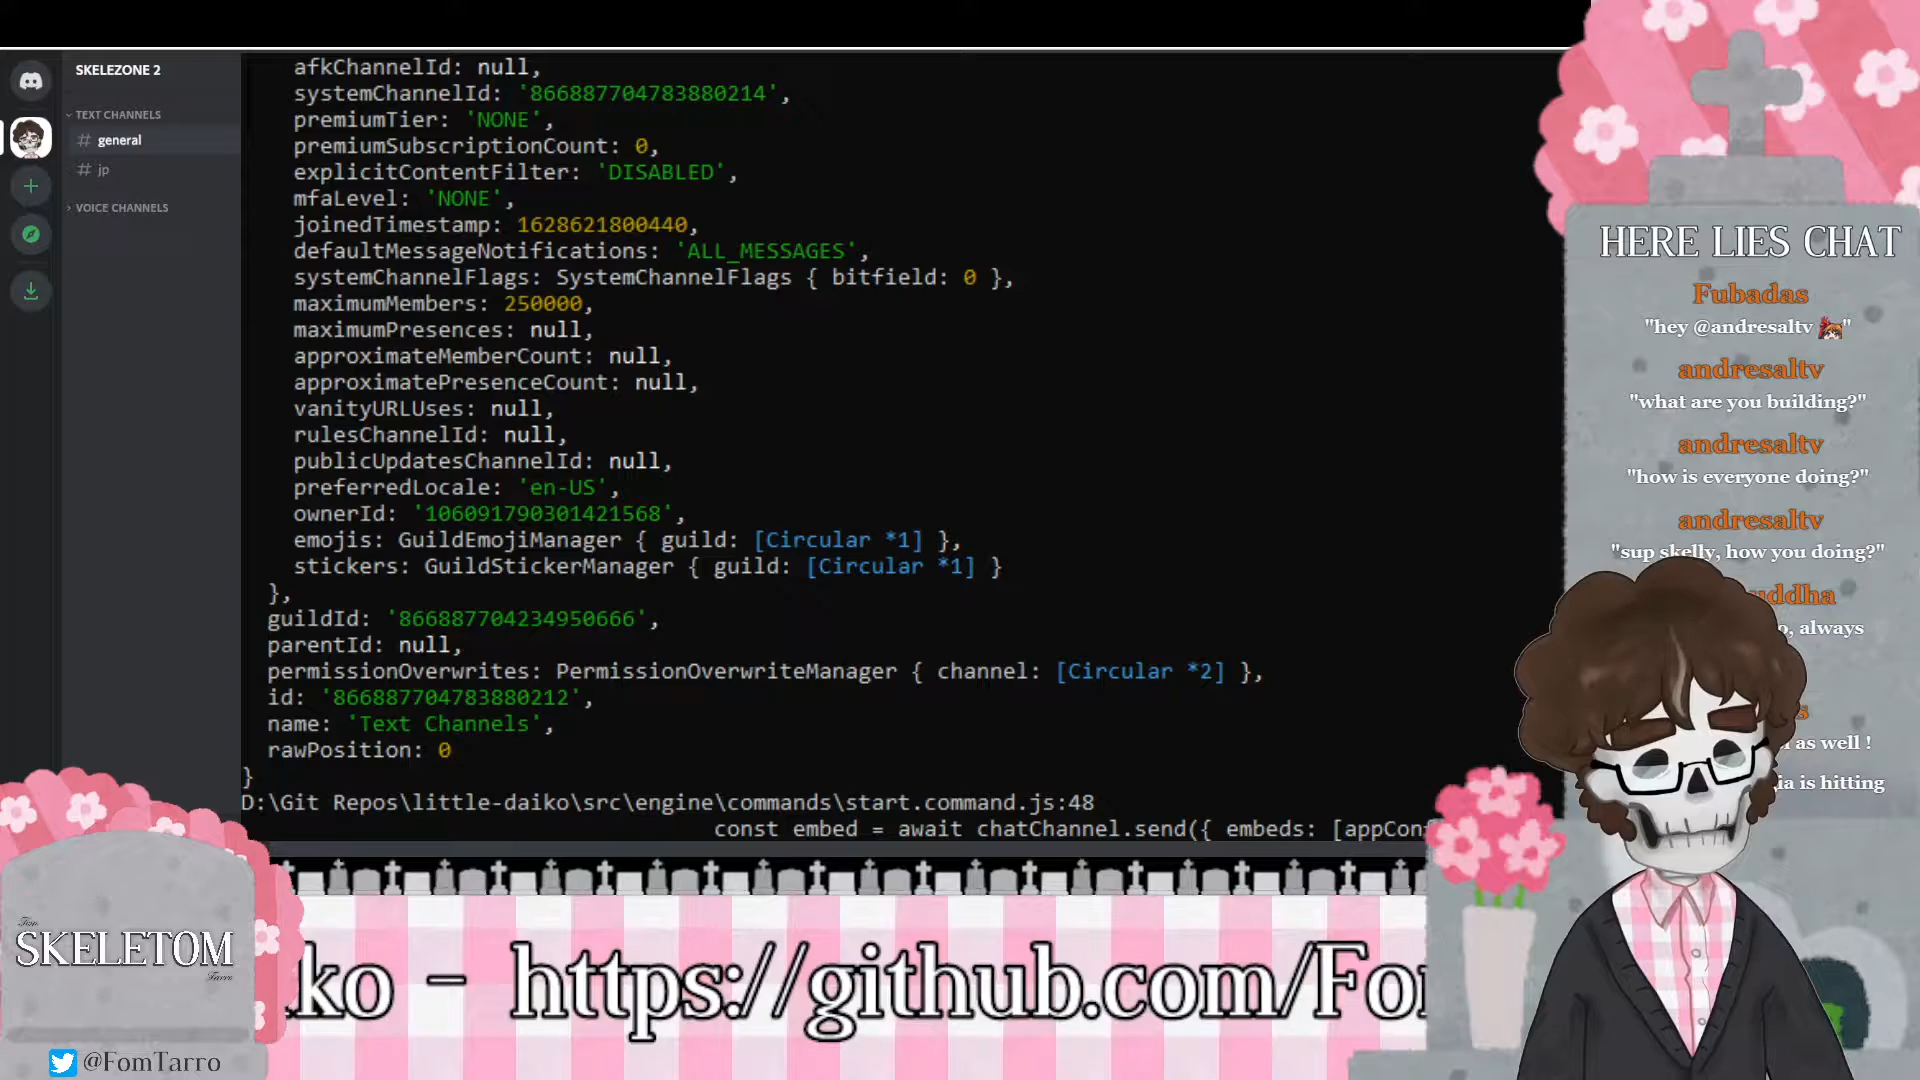 SKELEZONE 2
TEXT CHANNELS
# general
# jp
VOICE CHANNELS
afkChannelId: null,
systemChannelId: '866887704783880214',
premiumTier: 'NONE',
premiumSubscriptionCount: 0,
explicitContentFilter: 'DISABLED',
mfaLevel: 'NONE',
joinedTimestamp: 1628621800440,
defaultMessageNotifications: 'ALL_MESSAGES',
systemChannelFlags: SystemChannelFlags { bitfield: 0 },
maximumMembers: 250000,
maximumPresences: null,
approximateMemberCount: null,
approximatePresenceCount: null,
vanityURLUses: null,
rulesChannelId: null,
publicUpdatesChannelId: null,
preferredLocale: 'en-US',
ownerId: '106091790301421568',
emojis: GuildEmojiManager { guild: [Circular *1] },
stickers: GuildStickerManager { guild: [Circular *1] }
},
guildId: '866887704234950666',
parentId: null,
permissionOverwrites: PermissionOverwriteManager { channel: [Circular *2] },
id: '866887704783880212',
name: 'Text Channels',
rawPosition: 0
}
D:\Git Repos\little-daiko\src\engine\commands\start.command.js:48
const embed = await chatChannel.send({ embeds: [appCon
HERE LIES CHAT
Fubadas
"hey @andresaltv "
andresaltv
"what are you building?"
andresaltv
"how is everyone doing?"
andresaltv
"sup skelly, how you doing?"
uddha
o, always
s
as well !
ia is hitting
Fom
SKELETOM
Tarro
@FomTarro
iko - https://github.com/Fo